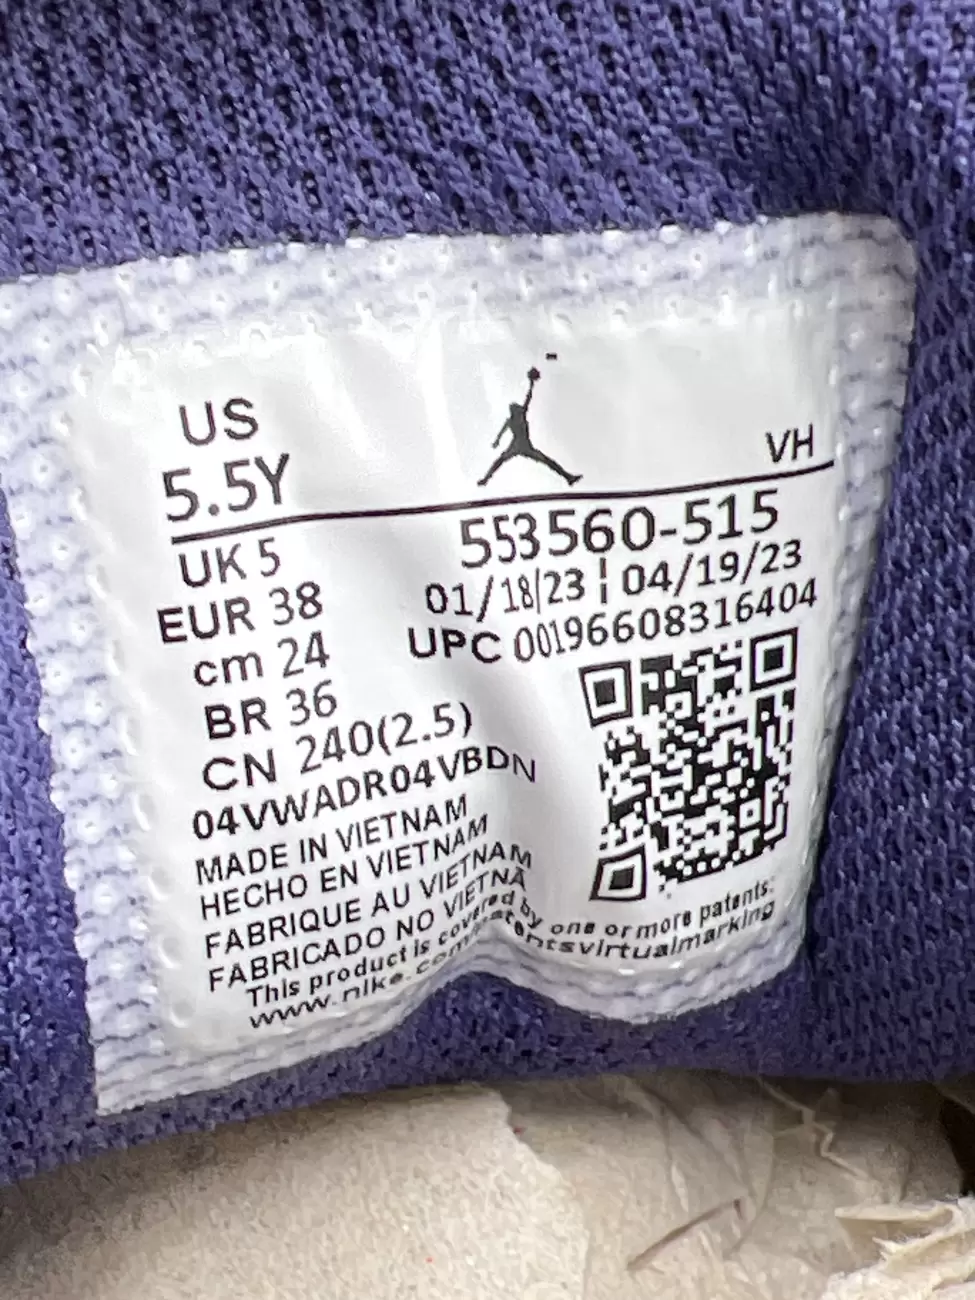 US
5.5Y
VH
UK 5
EUR 38
cm 24
BR 36
CN 240(2.5)
553560-515
01/18/23 ¦ 04/19/23
UPC 00196608316404
04VWADR04VBDN
MADE IN VIETNAM
HECHO EN VIETNAM
FABRIQUE AU VIETNAM
FABRICADO NO VIETNÃ
This product is covered by one or more patents:
www.nike.com/patentsvirtualmarking